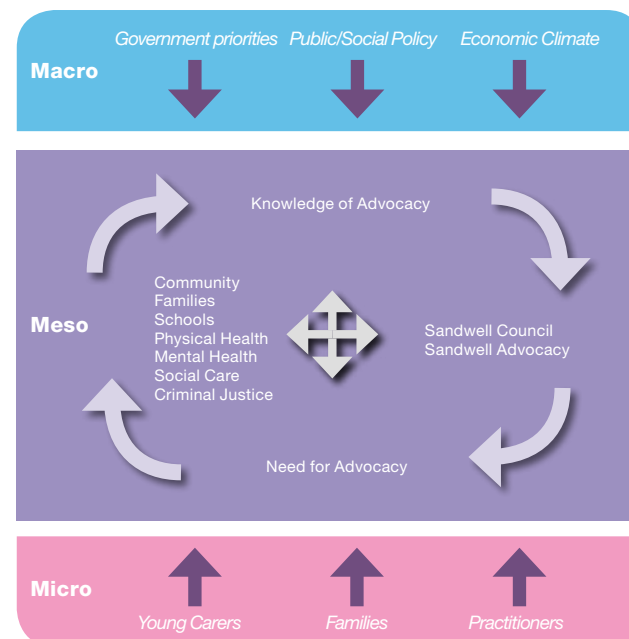 Government priorities Public/Social Policy Economic Climate
Macro
Knowledge of Advocacy
Community
Families
Schools
Physical Health
Mental Health
Social Care
Criminal Justice
Meso
Sandwell Council
Sandwell Advocacy
Need for Advocacy
Micro
Young Carers Families Practitioners